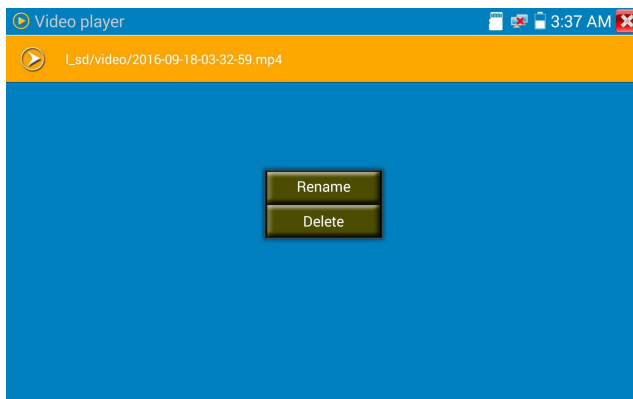 Video player
3:37 AM
l_sd/video/2016-09-18-03-32-59.mp4
Rename
Delete